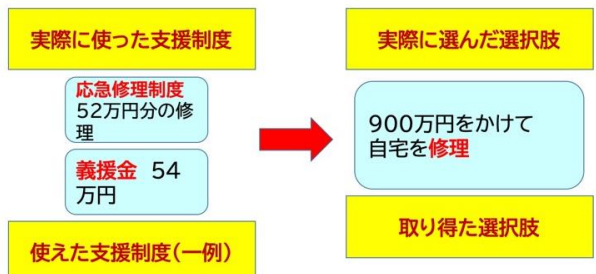 実際に使った支援制度
応急修理制度
52万円分の修
理
義援金 54
万円
使えた支援制度(一例)
実際に選んだ選択肢
900万円をかけて
自宅を修理
取り得た選択肢